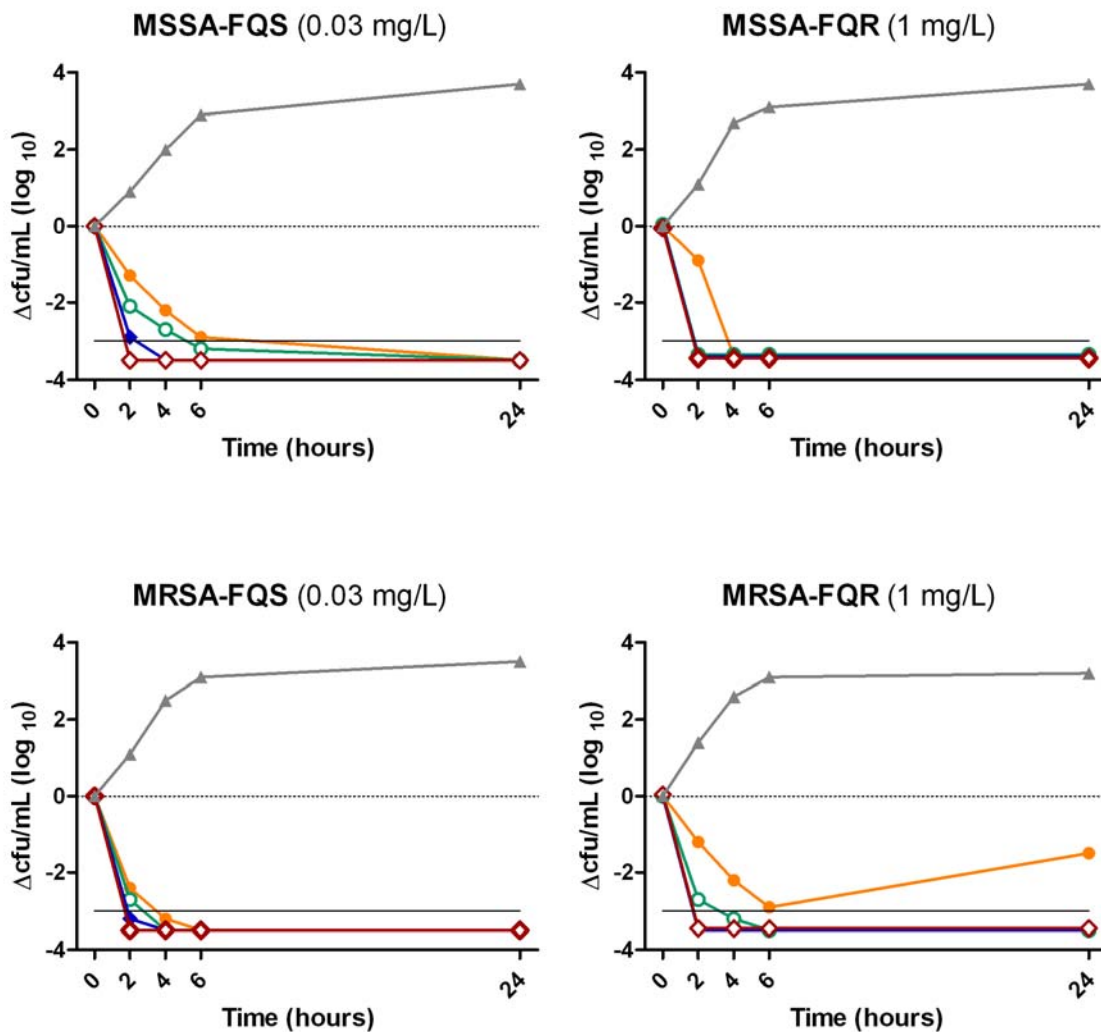 MSSA-FQS (0.03 mg/L)
4
2
0
-2
-4
Δcfu/mL (log 10)
0 2 4 6 24
Time (hours)
MSSA-FQR (1 mg/L)
4
2
0
-2
-4
Δcfu/mL (log 10)
0 2 4 6 24
Time (hours)
MRSA-FQS (0.03 mg/L)
4
2
0
-2
-4
Δcfu/mL (log 10)
0 2 4 6 24
Time (hours)
MRSA-FQR (1 mg/L)
4
2
0
-2
-4
Δcfu/mL (log 10)
0 2 4 6 24
Time (hours)